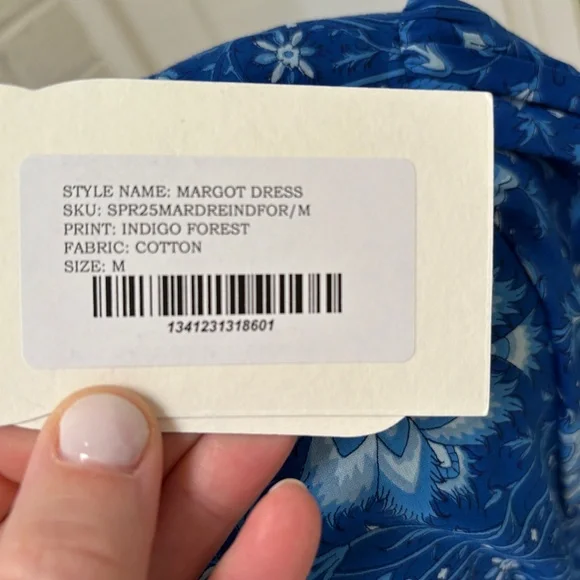 STYLE NAME: MARGOT DRESS
SKU: SPR25MARDREINDFOR/M
PRINT: INDIGO FOREST
FABRIC: COTTON
SIZE: M
1341231318601